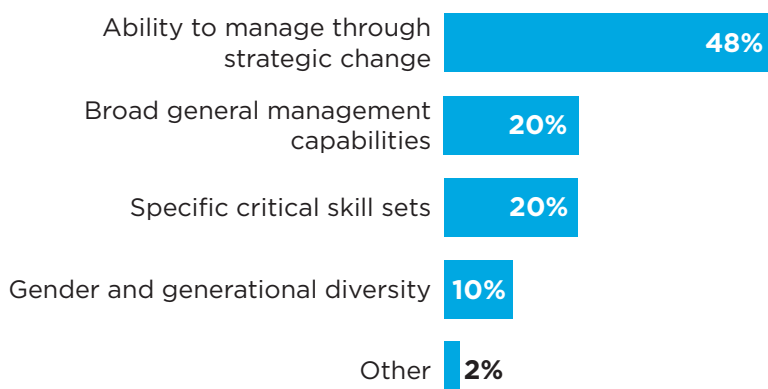 Ability to manage through
strategic change
48%
Broad general management
capabilities
20%
Specific critical skill sets
20%
Gender and generational diversity
10%
Other
2%